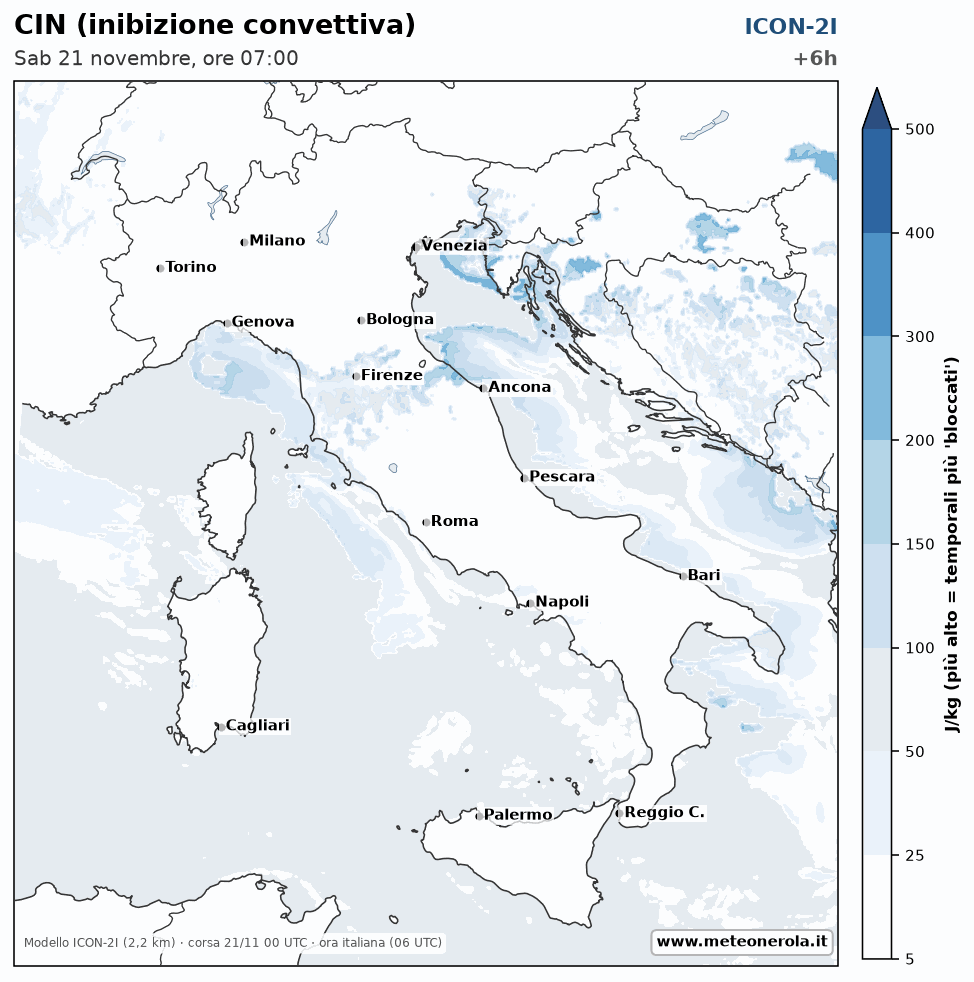 CIN (inibizione convettiva)
ICON-2I
Sab 21 novembre, ore 07:00
+6h
500
400
300
200
150
100
50
25
5
J/kg (più alto = temporali più 'bloccati')
Milano
Venezia
Torino
Genova
Bologna
Firenze
Ancona
Pescara
Roma
Bari
Napoli
Cagliari
Palermo
Reggio C.
Modello ICON-2I (2,2 km) · corsa 21/11 00 UTC · ora italiana (06 UTC)
www.meteonerola.it